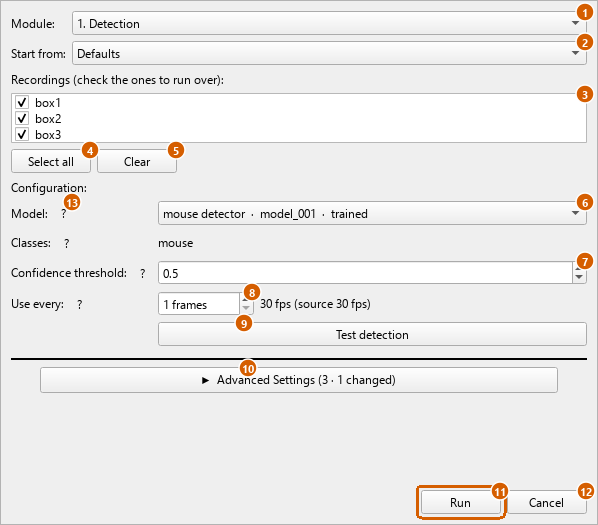 Module: 1. Detection 1
Start from: Defaults 2
Recordings (check the ones to run over):
box1 3
box2
box3
Select all 4 Clear 5
Configuration:
Model: ? 13 mouse detector · model_001 · trained 6
Classes: ? mouse
Confidence threshold: ? 0.5 7
Use every: ? 1 frames 8 30 fps (source 30 fps)
9
Test detection
10
► Advanced Settings (3 · 1 changed)
Run 11 Cancel 12